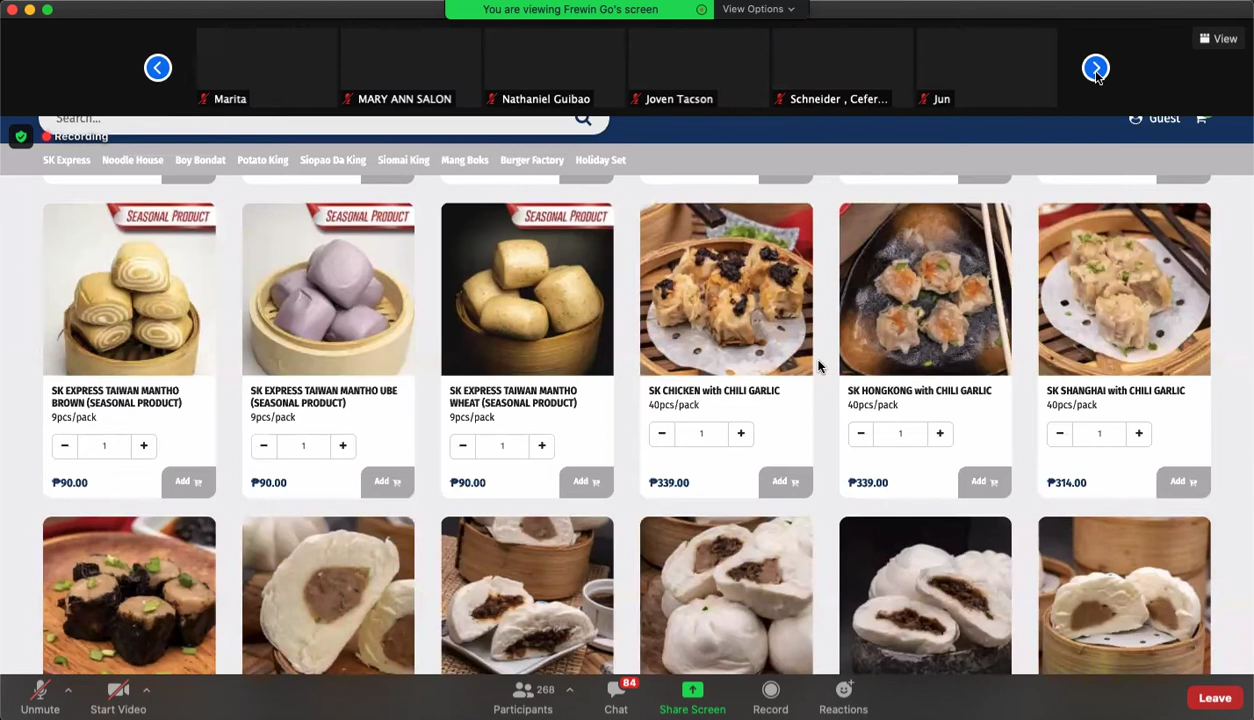 You are viewing Frewin Go's screen
View Options
View
Marita
MARY ANN SALON
Nathaniel Guibao
Joven Tacson
Schneider , Cefer...
Jun
Search...
Guest
Recording
SK Express
Noodle House
Boy Bondat
Potato King
Siopao Da King
Siomai King
Mang Boks
Burger Factory
Holiday Set
SEASONAL PRODUCT
SEASONAL PRODUCT
SEASONAL PRODUCT
SK EXPRESS TAIWAN MANTHO
BROWN (SEASONAL PRODUCT)
9pcs/pack
− 1 +
₱90.00
Add
SK EXPRESS TAIWAN MANTHO UBE
(SEASONAL PRODUCT)
9pcs/pack
− 1 +
₱90.00
Add
SK EXPRESS TAIWAN MANTHO
WHEAT (SEASONAL PRODUCT)
9pcs/pack
− 1 +
₱90.00
Add
SK CHICKEN with CHILI GARLIC
40pcs/pack
− 1 +
₱339.00
Add
SK HONGKONG with CHILI GARLIC
40pcs/pack
− 1 +
₱339.00
Add
SK SHANGHAI with CHILI GARLIC
40pcs/pack
− 1 +
₱314.00
Add
Unmute
Start Video
268
Participants
84
Chat
Share Screen
Record
Reactions
Leave